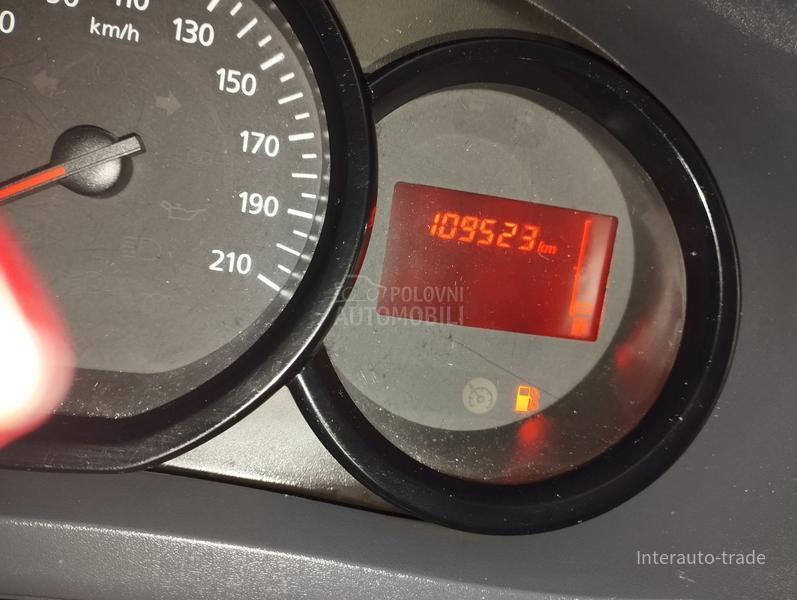 km/h
130
150
170
190
210
109523 km
POLOVNI
AUTOMOBILI
Interauto-trade